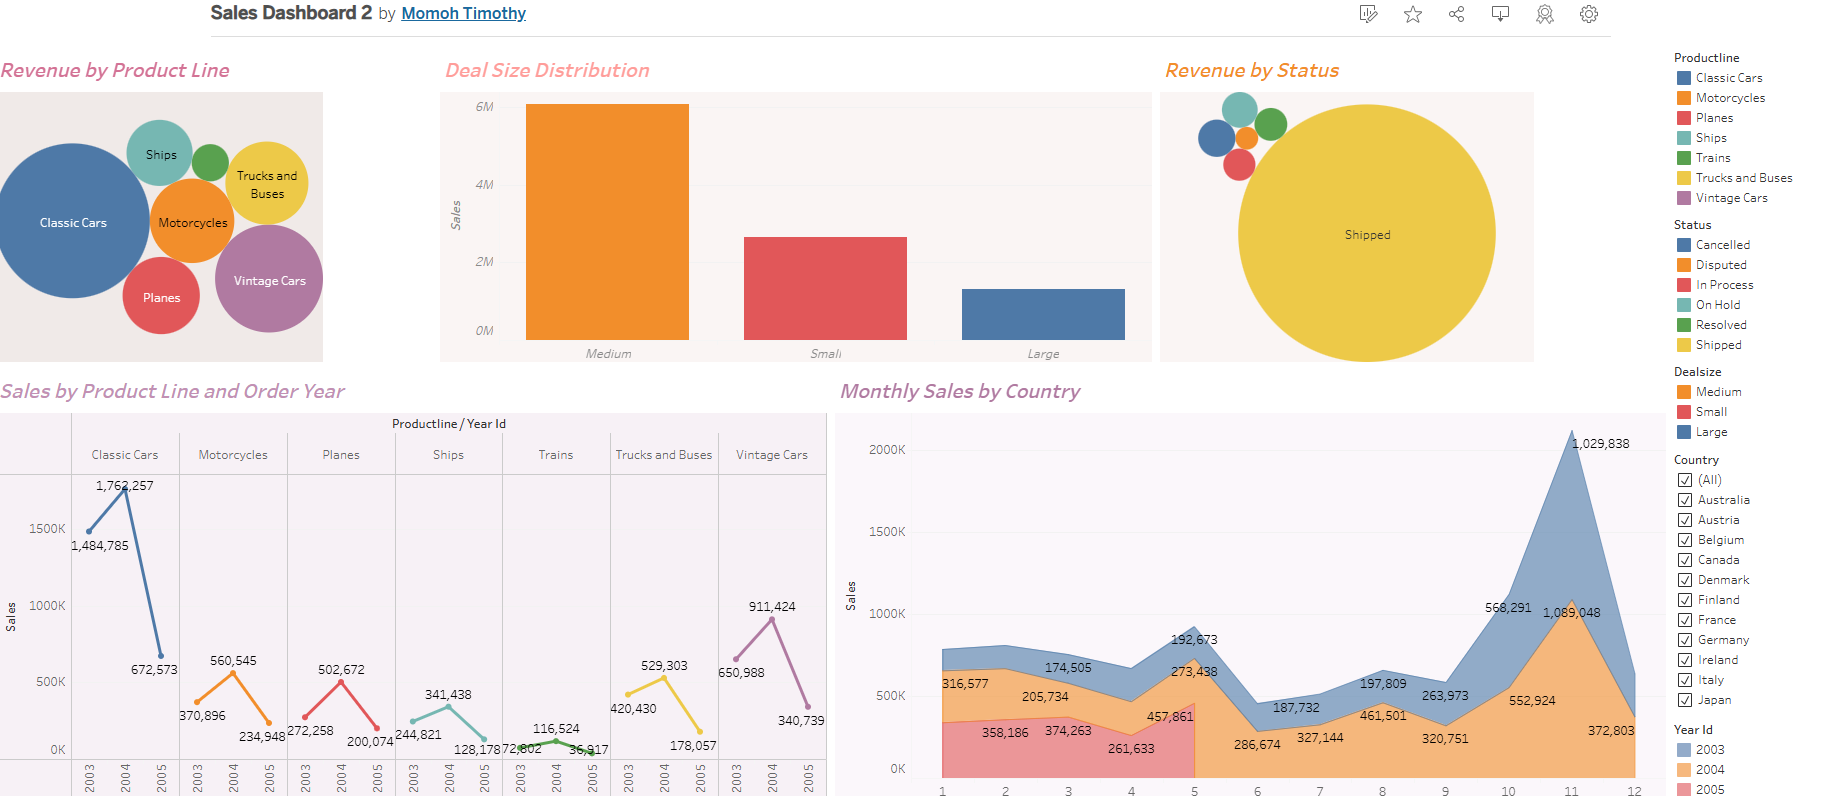 Sales Dashboard 2 by Momoh Timothy
Revenue by Product Line
Classic Cars
Ships
Motorcycles
Trucks and
Buses
Planes
Vintage Cars
Deal Size Distribution
Sales
6M
4M
2M
0M
Medium
Small
Large
Revenue by Status
Shipped
Sales by Product Line and Order Year
Productline / Year Id
Classic Cars
Motorcycles
Planes
Ships
Trains
Trucks and Buses
Vintage Cars
Sales
1500K
1000K
500K
0K
1,484,785
1,762,257
672,573
370,896
560,545
234,948
272,258
502,672
200,074
244,821
341,438
128,178
72,802
116,524
36,917
420,430
529,303
178,057
650,988
911,424
340,739
2003
2004
2005
2003
2004
2005
2003
2004
2005
2003
2004
2005
2003
2004
2005
2003
2004
2005
2003
2004
2005
Monthly Sales by Country
Sales
2000K
1500K
1000K
500K
0K
1,029,838
568,291
1,089,048
192,673
174,505
273,438
316,577
205,734
197,809
263,973
552,924
187,732
457,861
461,501
358,186
374,263
372,803
261,633
286,674
327,144
320,751
1
2
3
4
5
6
7
8
9
10
11
12
Productline
Classic Cars
Motorcycles
Planes
Ships
Trains
Trucks and Buses
Vintage Cars
Status
Cancelled
Disputed
In Process
On Hold
Resolved
Shipped
Dealsize
Medium
Small
Large
Country
(All)
Australia
Austria
Belgium
Canada
Denmark
Finland
France
Germany
Ireland
Italy
Japan
Year Id
2003
2004
2005